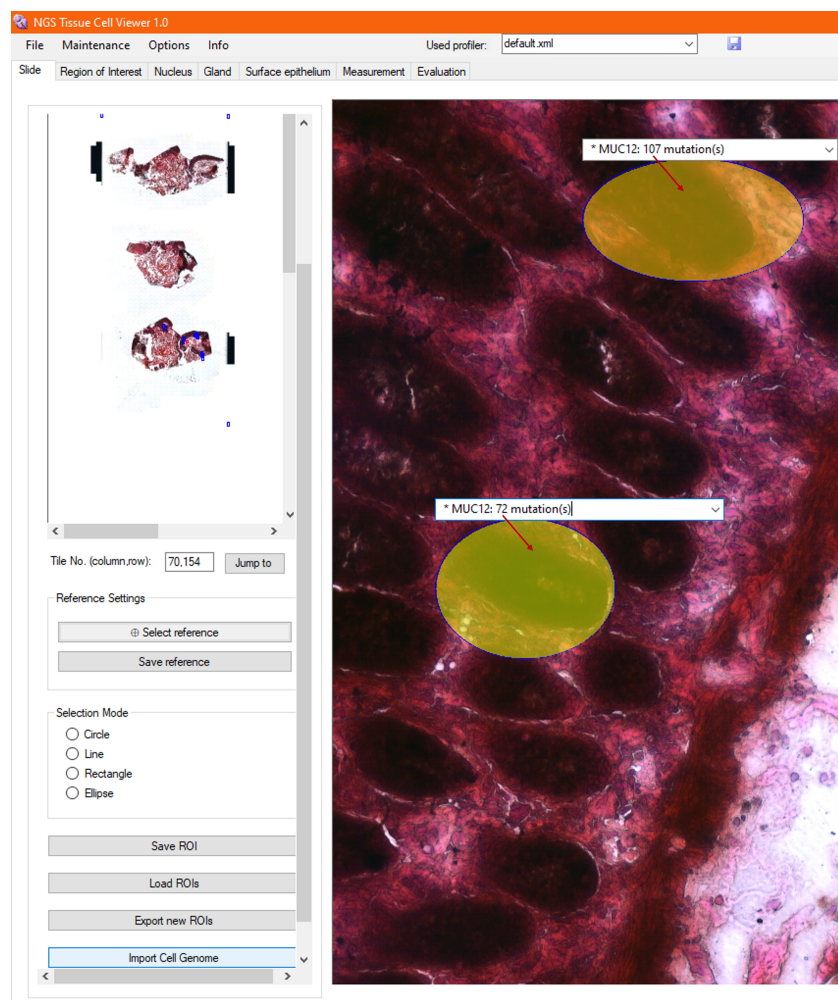 NGS Tissue Cell Viewer 1.0
File Maintenance Options Info Used profiler: default.xml
Slide Region of Interest Nucleus Gland Surface epithelium Measurement Evaluation
* MUC12: 107 mutation(s)
* MUC12: 72 mutation(s)
Tile No. (column,row): 70,154 Jump to
Reference Settings
Select reference
Save reference
Selection Mode
Circle
Line
Rectangle
Ellipse
Save ROI
Load ROIs
Export new ROIs
Import Cell Genome